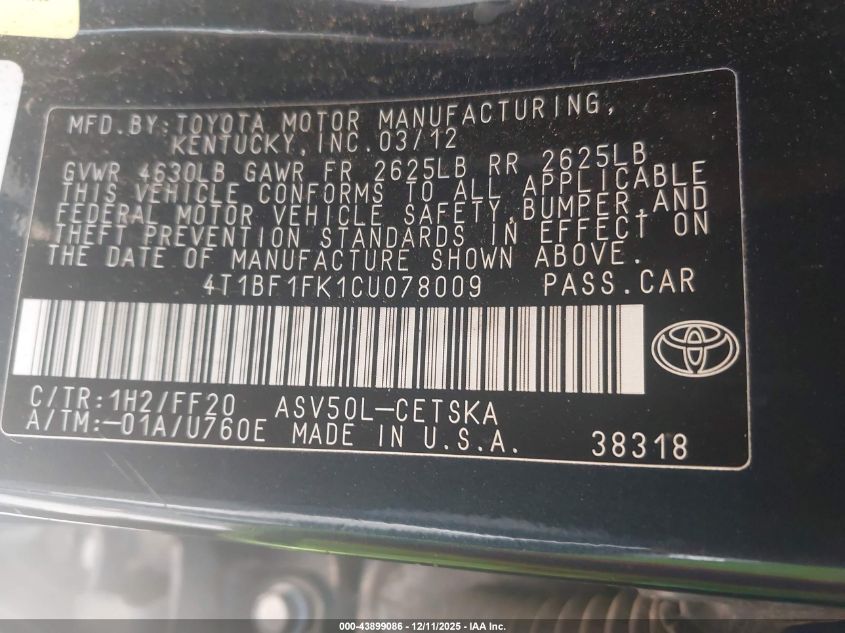 MFD.BY:TOYOTA MOTOR MANUFACTURING,
KENTUCKY,INC.03/12
GVWR 4630LB GAWR FR 2625LB RR 2625LB
THIS VEHICLE CONFORMS TO ALL APPLICABLE
FEDERAL MOTOR VEHICLE SAFETY,BUMPER,AND
THEFT PREVENTION STANDARDS IN EFFECT ON
THE DATE OF MANUFACTURE SHOWN ABOVE.
4T1BF1FK1CU078009 PASS.CAR
C/TR:1H2/FF20 ASV50L-CETSKA
A/TM:-01A/U760E MADE IN U.S.A. 38318
000-43899086 - 12/11/2025 - IAA Inc.